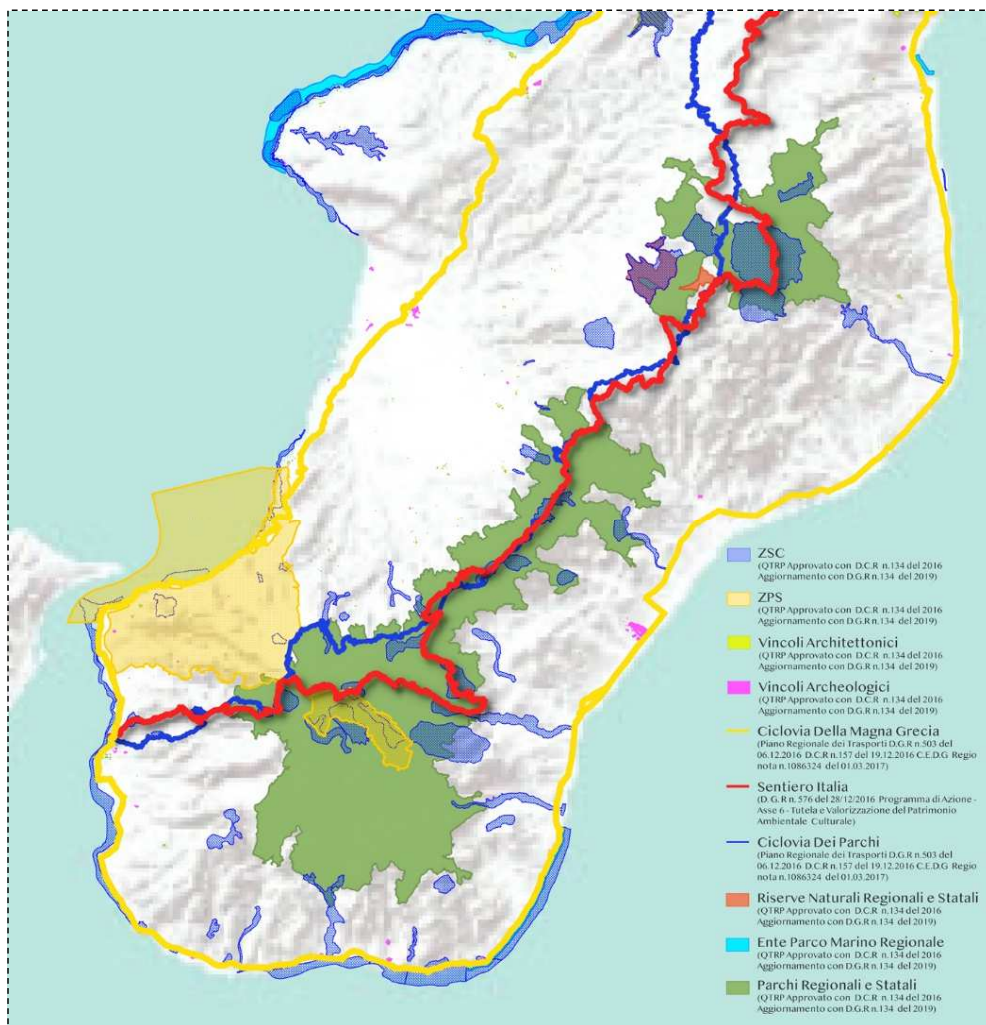 ZSC
(QTRP Approvato con D.C.R n.134 del 2016
Aggiornamento con D.G.R n.134 del 2019)
ZPS
(QTRP Approvato con D.C.R n.134 del 2016
Aggiornamento con D.G.R n.134 del 2019)
Vincoli Architettonici
(QTRP Approvato con D.C.R n.134 del 2016
Aggiornamento con D.G.R n.134 del 2019)
Vincoli Archeologici
(QTRP Approvato con D.C.R n.134 del 2016
Aggiornamento con D.G.R n.134 del 2019)
Ciclovia Della Magna Grecia
(Piano Regionale dei Trasporti D.G.R n.503 del
06.12.2016 D.C.R n.157 del 19.12.2016 C.E.D.G Regio
nota n.1086324 del 01.03.2017)
Sentiero Italia
(D. G. R n. 576 del 28/12/2016 Programma di Azione -
Asse 6 - Tutela e Valorizzazione del Patrimonio
Ambientale Culturale)
Ciclovia Dei Parchi
(Piano Regionale dei Trasporti D.G.R n.503 del
06.12.2016 D.C.R n.157 del 19.12.2016 C.E.D.G Regio
nota n.1086324 del 01.03.2017)
Riserve Naturali Regionali e Statali
(QTRP Approvato con D.C.R n.134 del 2016
Aggiornamento con D.G.R n.134 del 2019)
Ente Parco Marino Regionale
(QTRP Approvato con D.C.R n.134 del 2016
Aggiornamento con D.G.R n.134 del 2019)
Parchi Regionali e Statali
(QTRP Approvato con D.C.R n.134 del 2016
Aggiornamento con D.G.R n.134 del 2019)